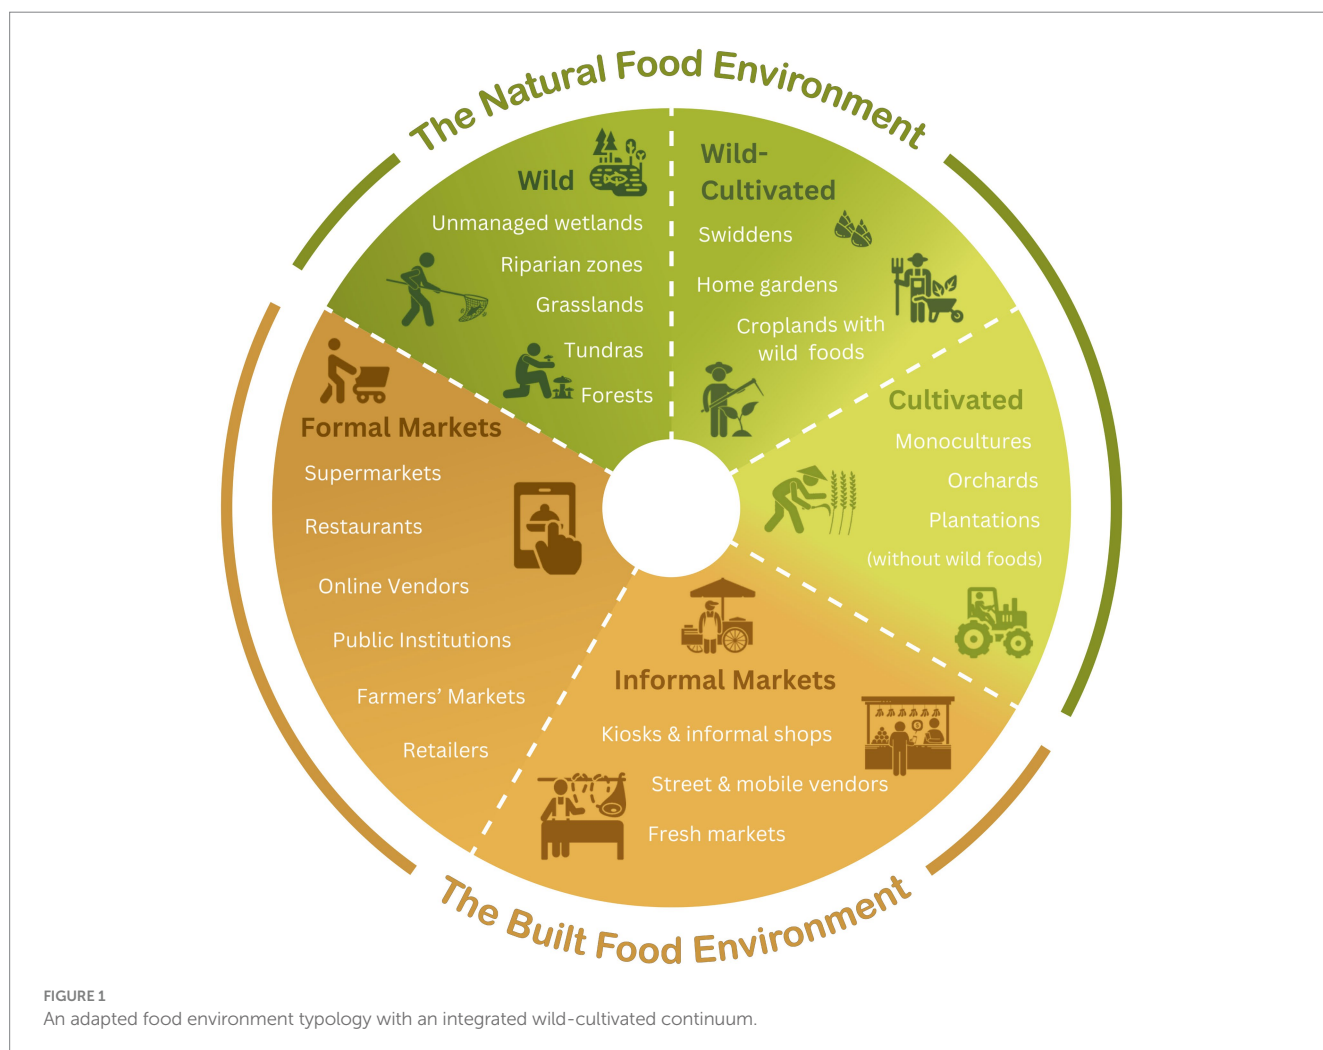 The Natural Food Environment
Wild
Unmanaged wetlands
Riparian zones
Grasslands
Tundras
Forests
Wild-
Cultivated
Swiddens
Home gardens
Croplands with
wild foods
Cultivated
Monocultures
Orchards
Plantations
(without wild foods)
Formal Markets
Supermarkets
Restaurants
Online Vendors
Public Institutions
Farmers’ Markets
Retailers
Informal Markets
Kiosks & informal shops
Street & mobile vendors
Fresh markets
The Built Food Environment
FIGURE 1
An adapted food environment typology with an integrated wild-cultivated continuum.